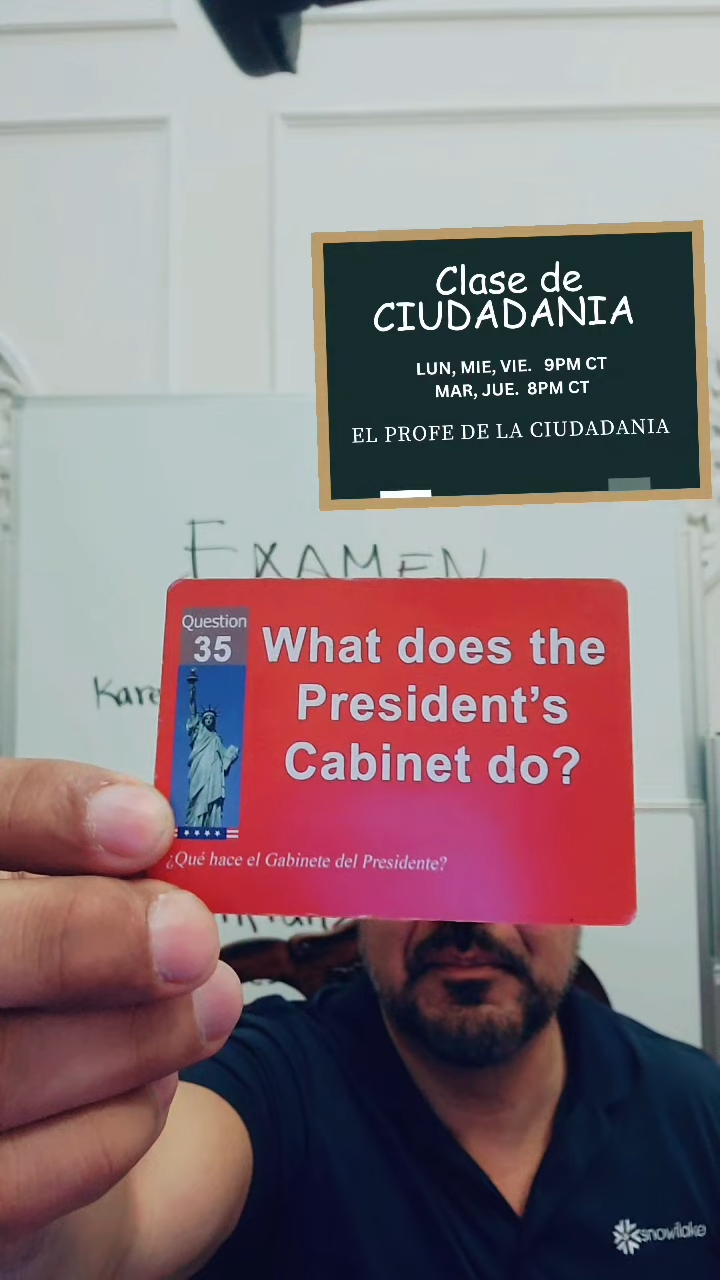 Clase de
CIUDADANIA
LUN, MIE, VIE. 9PM CT
MAR, JUE. 8PM CT
EL PROFE DE LA CIUDADANIA
EXAMEN
Question
35
What does the
President's
Cabinet do?
¿Qué hace el Gabinete del Presidente?
snowflake